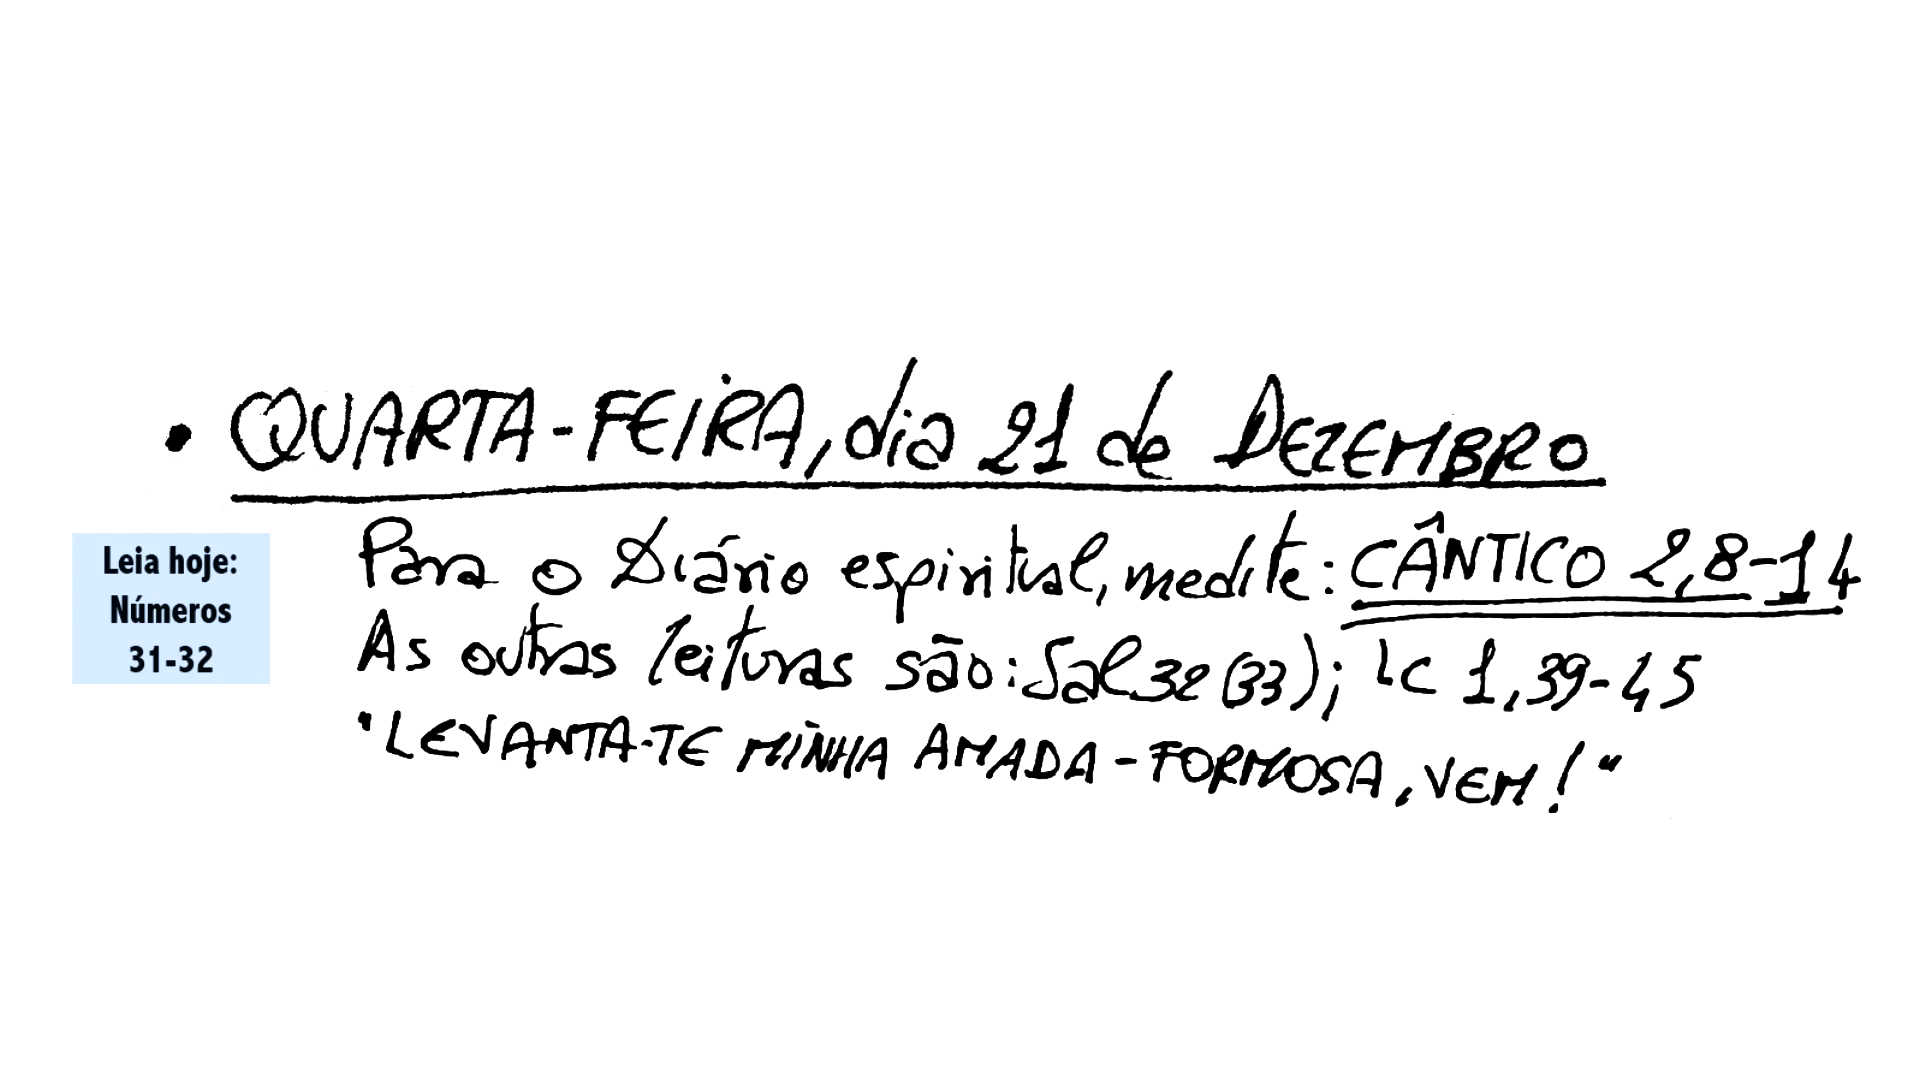 • QUARTA-FEIRA, dia 21 de DEZEMBRO
Leia hoje:
Números
31-32
Para o Diário espiritual, medite: CÂNTICO 2,8-14
As outras leituras são: Sal 32 (33); Lc 1,39-45
"LEVANTA-TE MINHA AMADA - FORMOSA, VEM!"